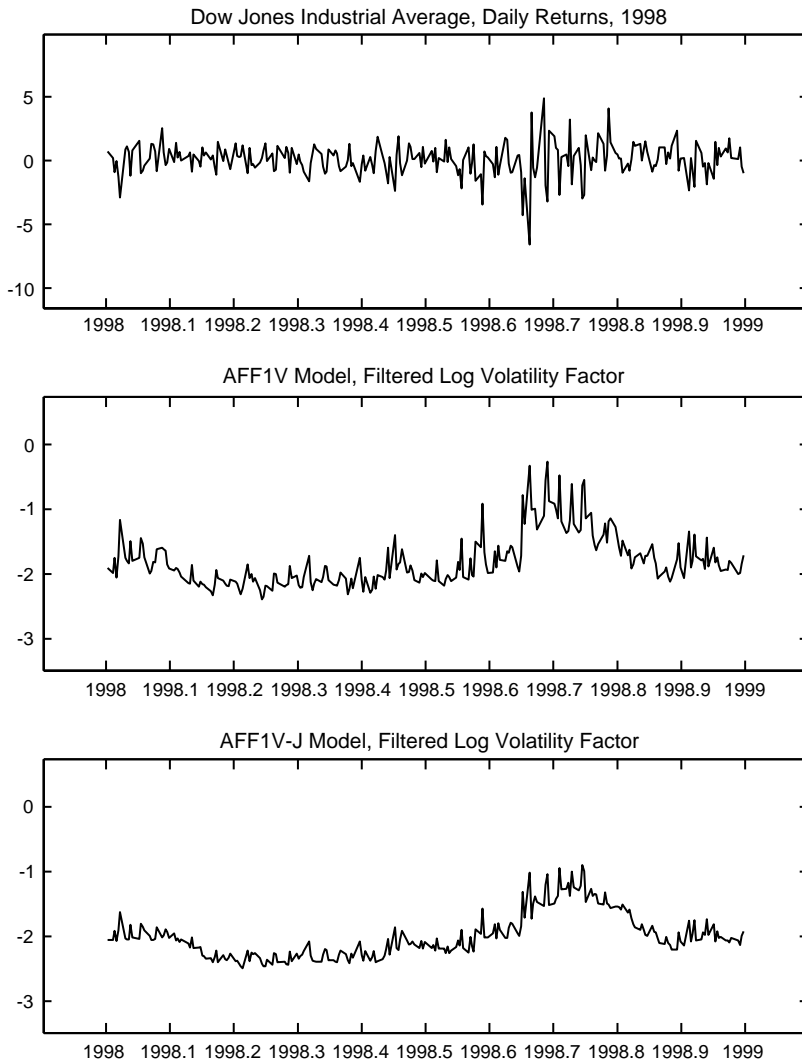 Dow Jones Industrial Average, Daily Returns, 1998
5
0
-5
-10
1998 1998.1 1998.2 1998.3 1998.4 1998.5 1998.6 1998.7 1998.8 1998.9 1999
AFF1V Model, Filtered Log Volatility Factor
0
-1
-2
-3
1998 1998.1 1998.2 1998.3 1998.4 1998.5 1998.6 1998.7 1998.8 1998.9 1999
AFF1V-J Model, Filtered Log Volatility Factor
0
-1
-2
-3
1998 1998.1 1998.2 1998.3 1998.4 1998.5 1998.6 1998.7 1998.8 1998.9 1999